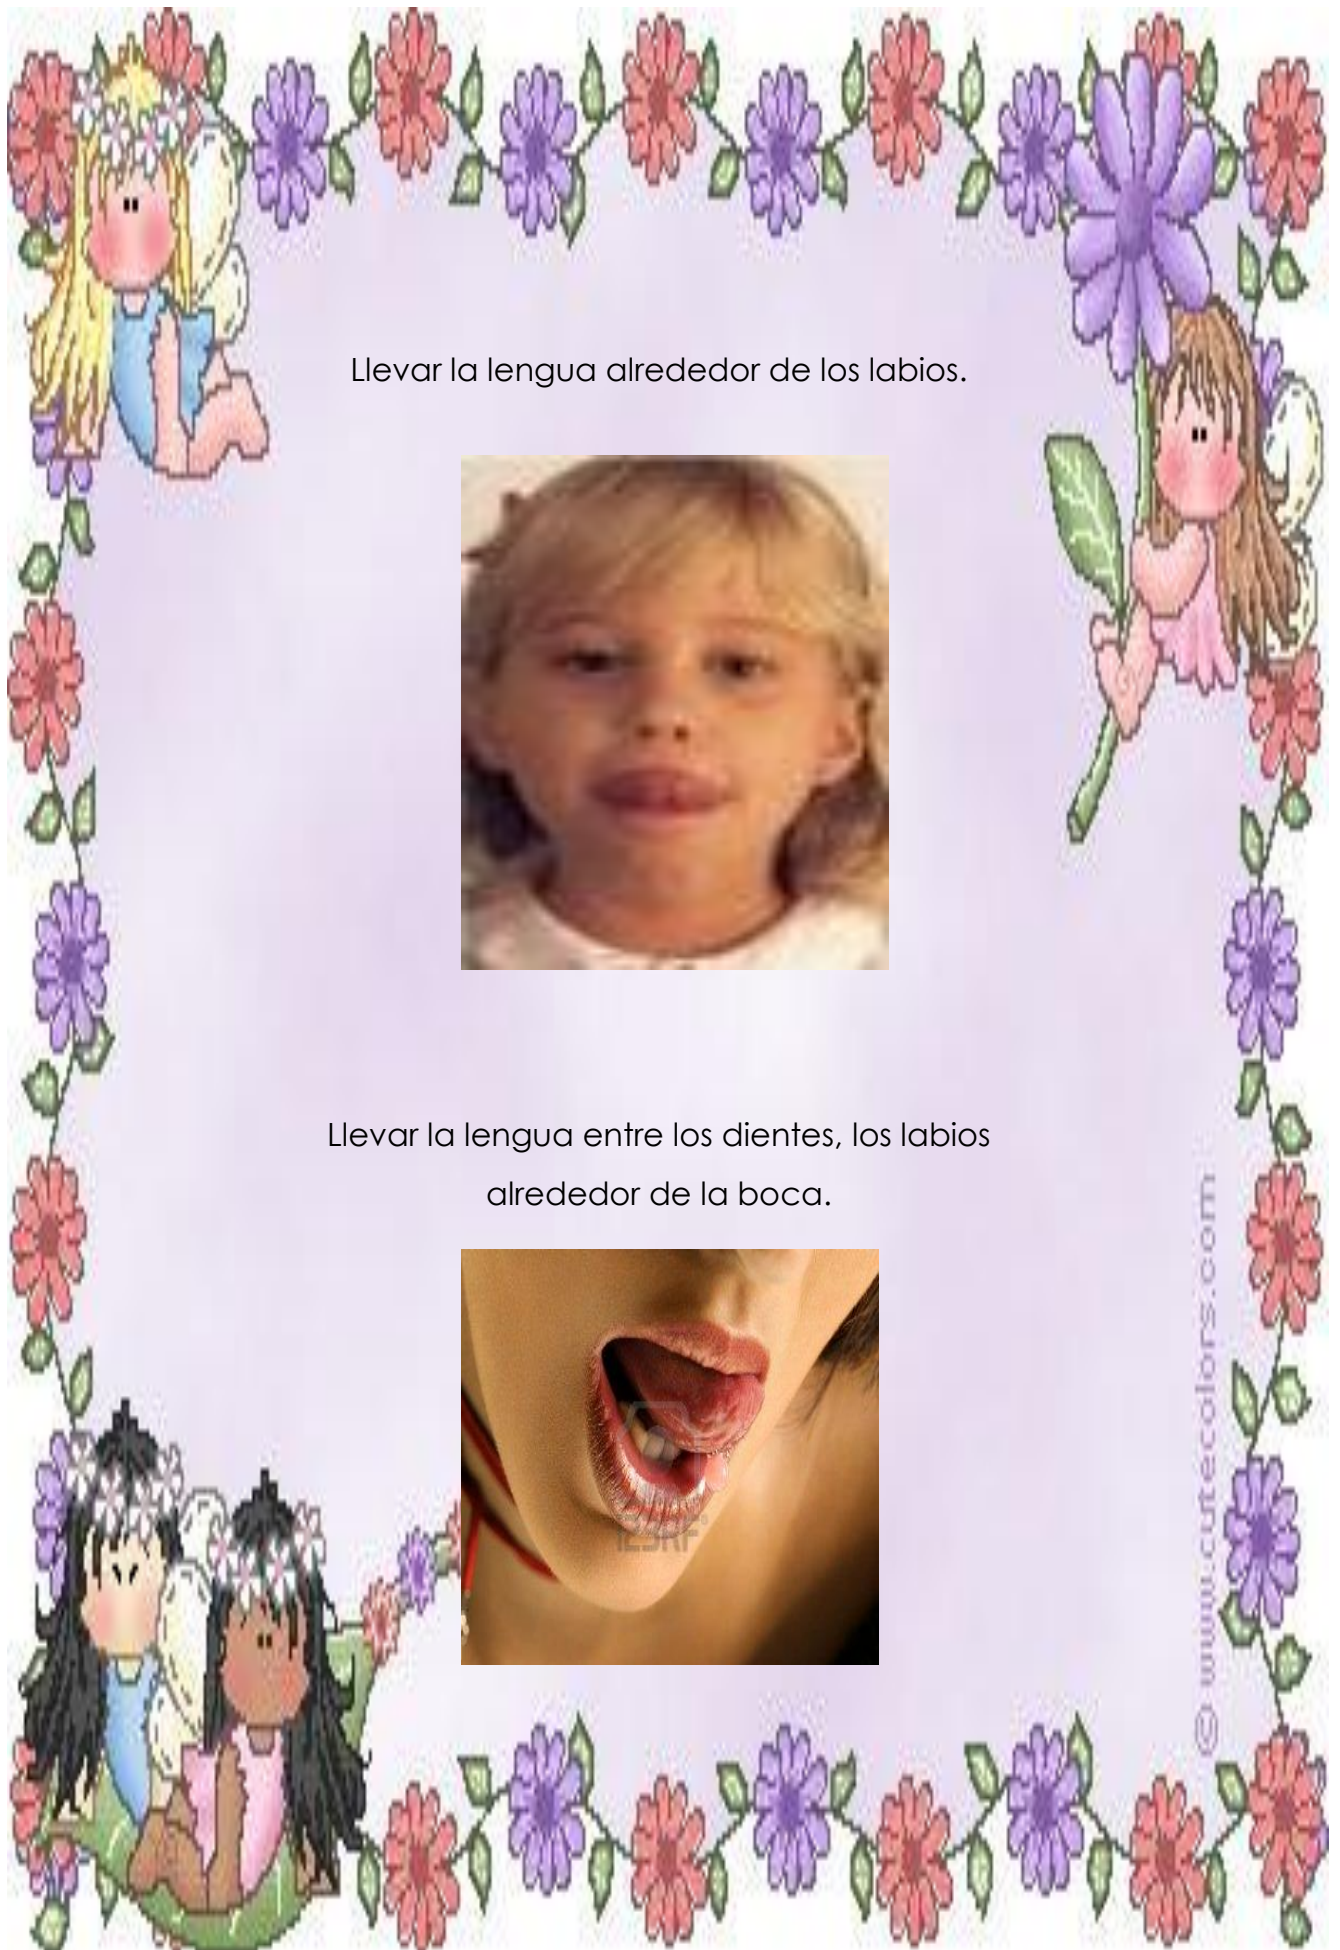 Llevar la lengua alrededor de los labios.
Llevar la lengua entre los dientes, los labios
alrededor de la boca.
123RF
© www.cutecolors.com